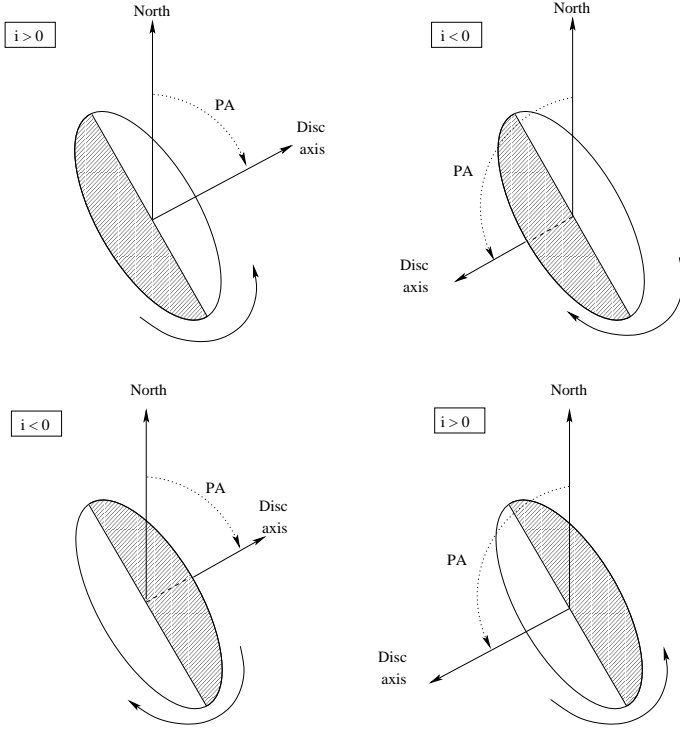 North
i > 0
PA
Disc
axis
North
i < 0
PA
Disc
axis
North
i < 0
PA
Disc
axis
North
i > 0
PA
Disc
axis